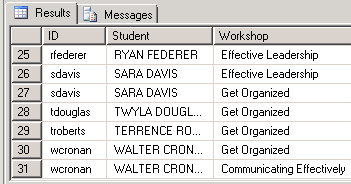 Results Messages
ID Student Workshop
25 rfederer RYAN FEDERER Effective Leadership
26 sdavis SARA DAVIS Effective Leadership
27 sdavis SARA DAVIS Get Organized
28 tdouglas TWYLA DOUGL... Get Organized
29 troberts TERRENCE RO... Get Organized
30 wcronan WALTER CRON... Get Organized
31 wcronan WALTER CRON... Communicating Effectively